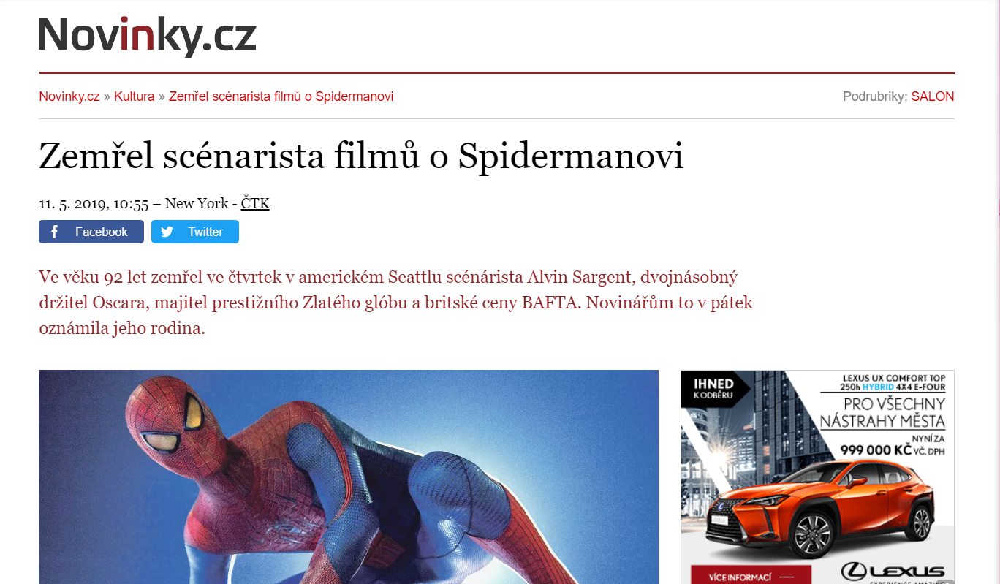 Novinky.cz
Novinky.cz » Kultura » Zemřel scénarista filmů o Spidermanovi
Podrubriky: SALON
Zemřel scénarista filmů o Spidermanovi
11. 5. 2019, 10:55 – New York - ČTK
Facebook
Twitter
Ve věku 92 let zemřel ve čtvrtek v americkém Seattlu scénárista Alvin Sargent, dvojnásobný
držitel Oscara, majitel prestižního Zlatého glóbu a britské ceny BAFTA. Novinářům to v pátek
oznámila jeho rodina.
IHNED
K ODBĚRU
LEXUS UX COMFORT TOP
250h HYBRID 4X4 E-FOUR
PRO VŠECHNY
NÁSTRAHY MĚSTA
NYNÍ ZA
999 000 KČ VČ. DPH
VÍCE INFORMACÍ
LEXUS
EXPERIENCE AMAZING